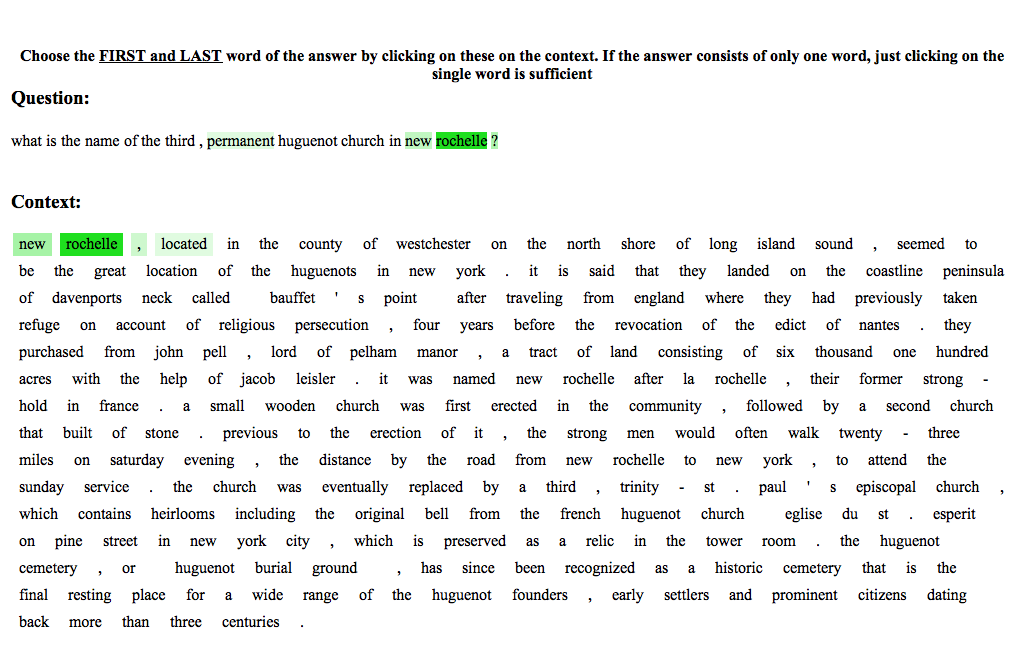 Choose the FIRST and LAST word of the answer by clicking on these on the context. If the answer consists of only one word, just clicking on the
single word is sufficient
Question:
what is the name of the third , permanent huguenot church in new rochelle ?
Context:
new rochelle , located in the county of westchester on the north shore of long island sound , seemed to
be the great location of the huguenots in new york . it is said that they landed on the coastline peninsula
of davenports neck called bauffet ' s point after traveling from england where they had previously taken
refuge on account of religious persecution , four years before the revocation of the edict of nantes . they
purchased from john pell , lord of pelham manor , a tract of land consisting of six thousand one hundred
acres with the help of jacob leisler . it was named new rochelle after la rochelle , their former strong -
hold in france . a small wooden church was first erected in the community , followed by a second church
that built of stone . previous to the erection of it , the strong men would often walk twenty - three
miles on saturday evening , the distance by the road from new rochelle to new york , to attend the
sunday service . the church was eventually replaced by a third , trinity - st . paul ' s episcopal church ,
which contains heirlooms including the original bell from the french huguenot church eglise du st . esperit
on pine street in new york city , which is preserved as a relic in the tower room . the huguenot
cemetery , or huguenot burial ground , has since been recognized as a historic cemetery that is the
final resting place for a wide range of the huguenot founders , early settlers and prominent citizens dating
back more than three centuries .